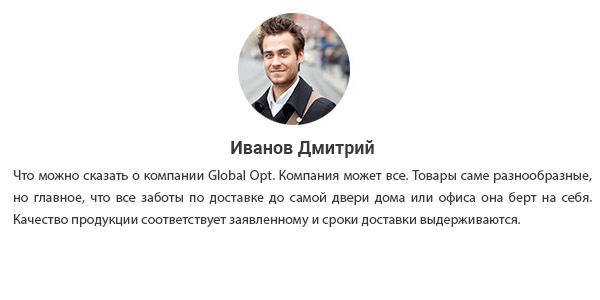 Иванов Дмитрий
Что можно сказать о компании Global Opt. Компания может все. Товары саме разнообразные,
но главное, что все заботы по доставке до самой двери дома или офиса она берт на себя.
Качество продукции соответствует заявленному и сроки доставки выдерживаются.